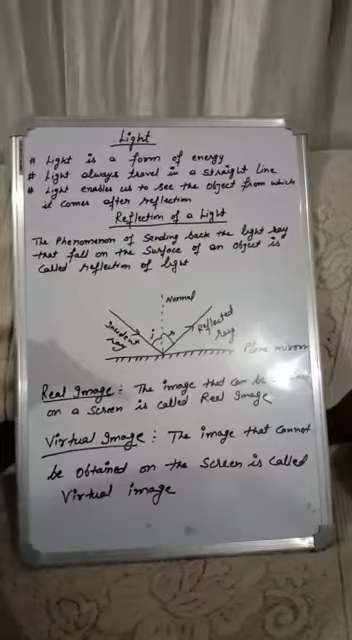 Light
# Light is a form of energy
# Light always travel in a straight line
# Light enables us to see the object from which
it comes after reflection
Reflection of a Light
The Phenomenon of Sending back the light ray
that fall on the Surface of an Object is
Called reflection of light
Normal
Incident ray
i
r
Reflected ray
Plane mirror
Real Image : The image that can be
on a Screen is called Real Image
Virtual Image : The image that cannot
be obtained on the Screen is Called
Virtual image